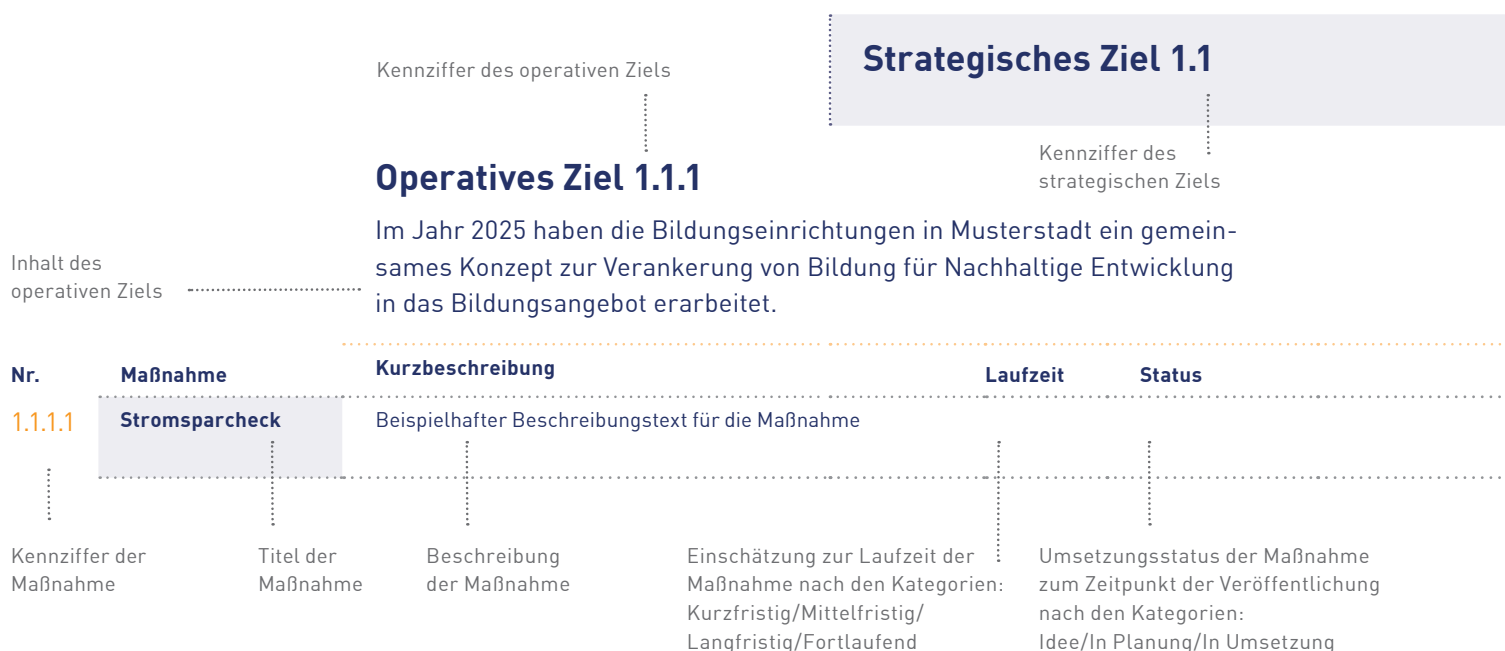 Strategisches Ziel 1.1
Kennziffer des operativen Ziels
Kennziffer des
strategischen Ziels
Operatives Ziel 1.1.1
Im Jahr 2025 haben die Bildungseinrichtungen in Musterstadt ein gemein-
sames Konzept zur Verankerung von Bildung für Nachhaltige Entwicklung
in das Bildungsangebot erarbeitet.
Inhalt des
operativen Ziels
Nr. Maßnahme Kurzbeschreibung Laufzeit Status
1.1.1.1 Stromsparcheck Beispielhafter Beschreibungstext für die Maßnahme
Kennziffer der
Maßnahme
Titel der
Maßnahme
Beschreibung
der Maßnahme
Einschätzung zur Laufzeit der
Maßnahme nach den Kategorien:
Kurzfristig/Mittelfristig/
Langfristig/Fortlaufend
Umsetzungsstatus der Maßnahme
zum Zeitpunkt der Veröffentlichung
nach den Kategorien:
Idee/In Planung/In Umsetzung